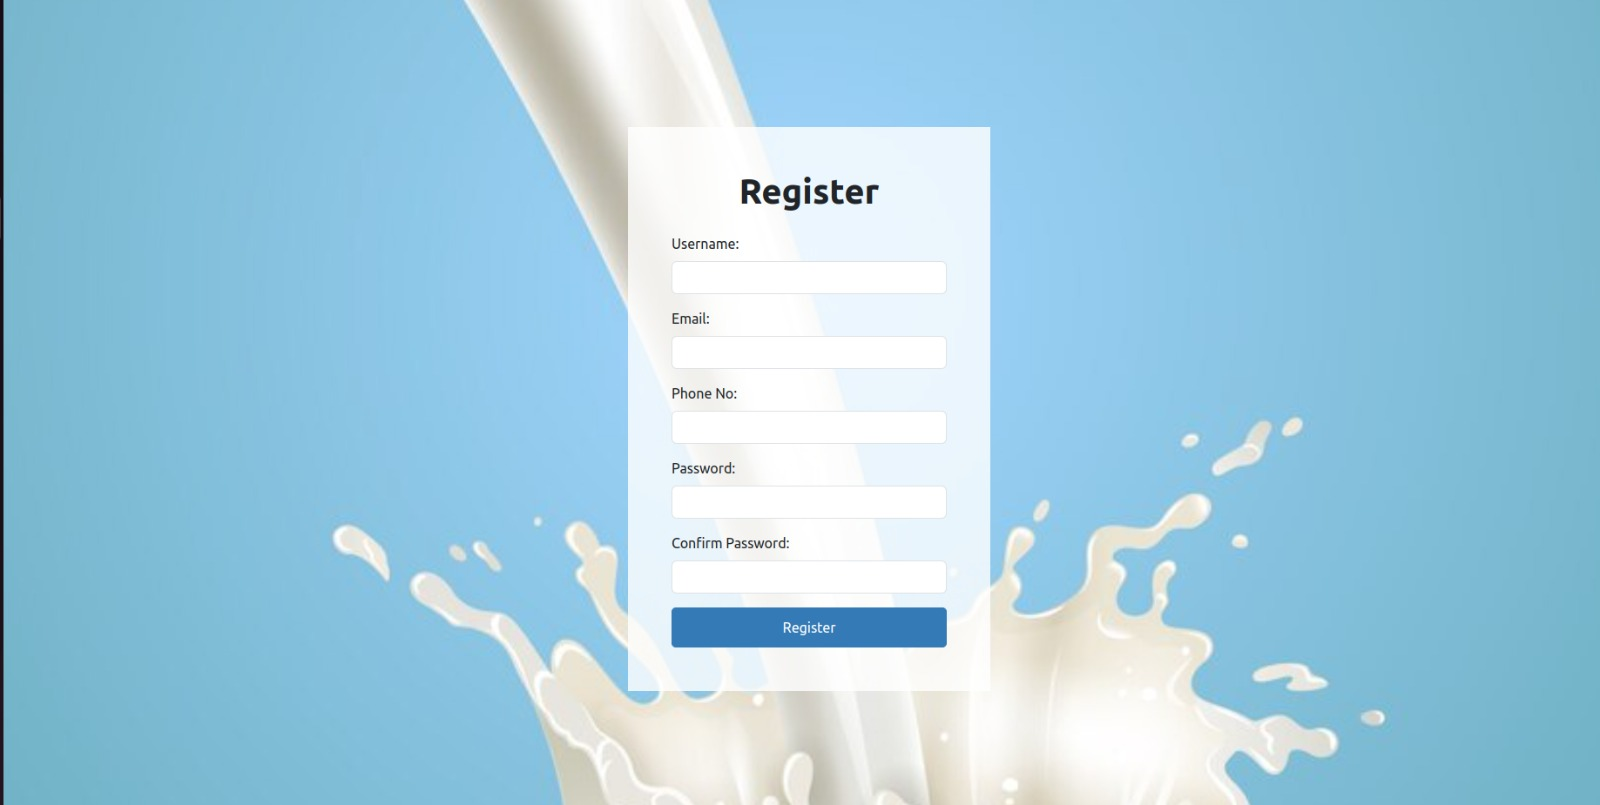 Register
Username:
Email:
Phone No:
Password:
Confirm Password:
Register